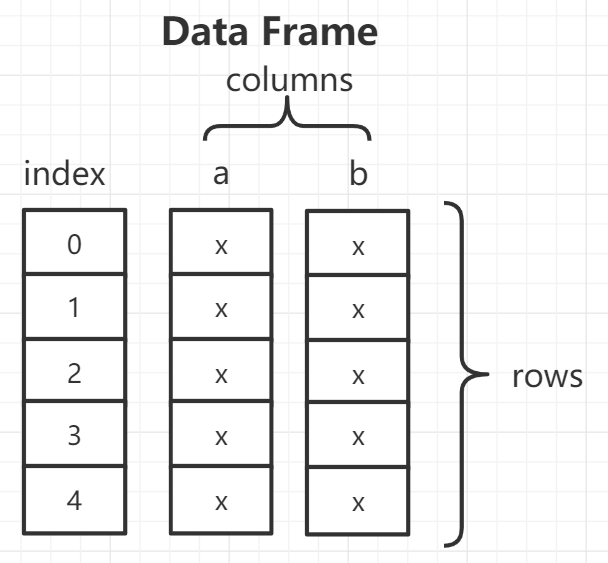 Data Frame
columns
index a b
0 x x
1 x x
2 x x
rows
3 x x
4 x x